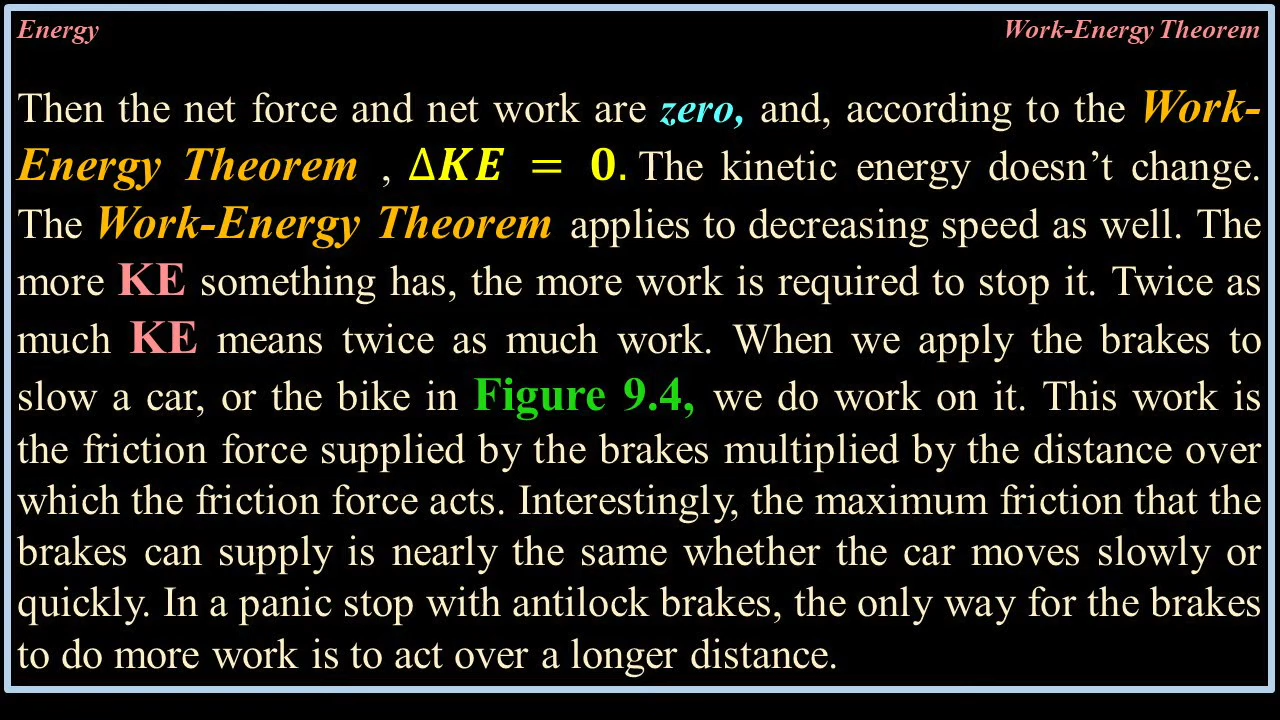 Energy
Work-Energy Theorem
Then the net force and net work are zero, and, according to the Work-
Energy Theorem , ΔKE = 0. The kinetic energy doesn’t change.
The Work-Energy Theorem applies to decreasing speed as well. The
more KE something has, the more work is required to stop it. Twice as
much KE means twice as much work. When we apply the brakes to
slow a car, or the bike in Figure 9.4, we do work on it. This work is
the friction force supplied by the brakes multiplied by the distance over
which the friction force acts. Interestingly, the maximum friction that the
brakes can supply is nearly the same whether the car moves slowly or
quickly. In a panic stop with antilock brakes, the only way for the brakes
to do more work is to act over a longer distance.